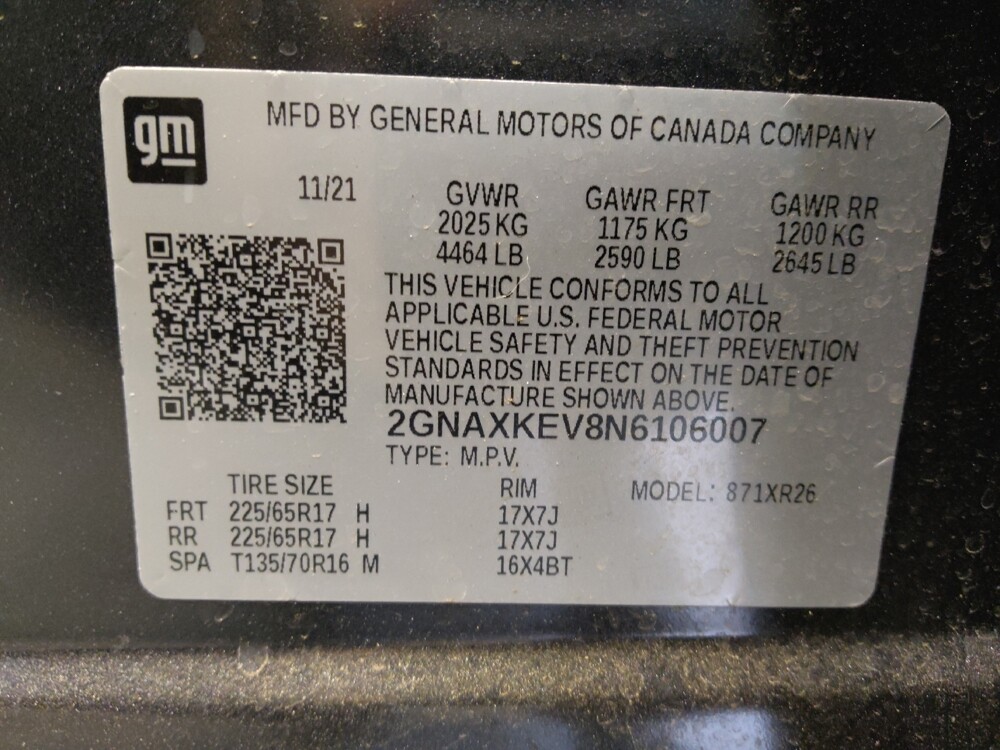 gm
MFD BY GENERAL MOTORS OF CANADA COMPANY
11/21
GVWR GAWR FRT GAWR RR
2025 KG 1175 KG 1200 KG
4464 LB 2590 LB 2645 LB
THIS VEHICLE CONFORMS TO ALL
APPLICABLE U.S. FEDERAL MOTOR
VEHICLE SAFETY AND THEFT PREVENTION
STANDARDS IN EFFECT ON THE DATE OF
MANUFACTURE SHOWN ABOVE.
2GNAXKEV8N6106007
TYPE: M.P.V.
TIRE SIZE RIM MODEL: 871XR26
FRT 225/65R17 H 17X7J
RR 225/65R17 H 17X7J
SPA T135/70R16 M 16X4BT